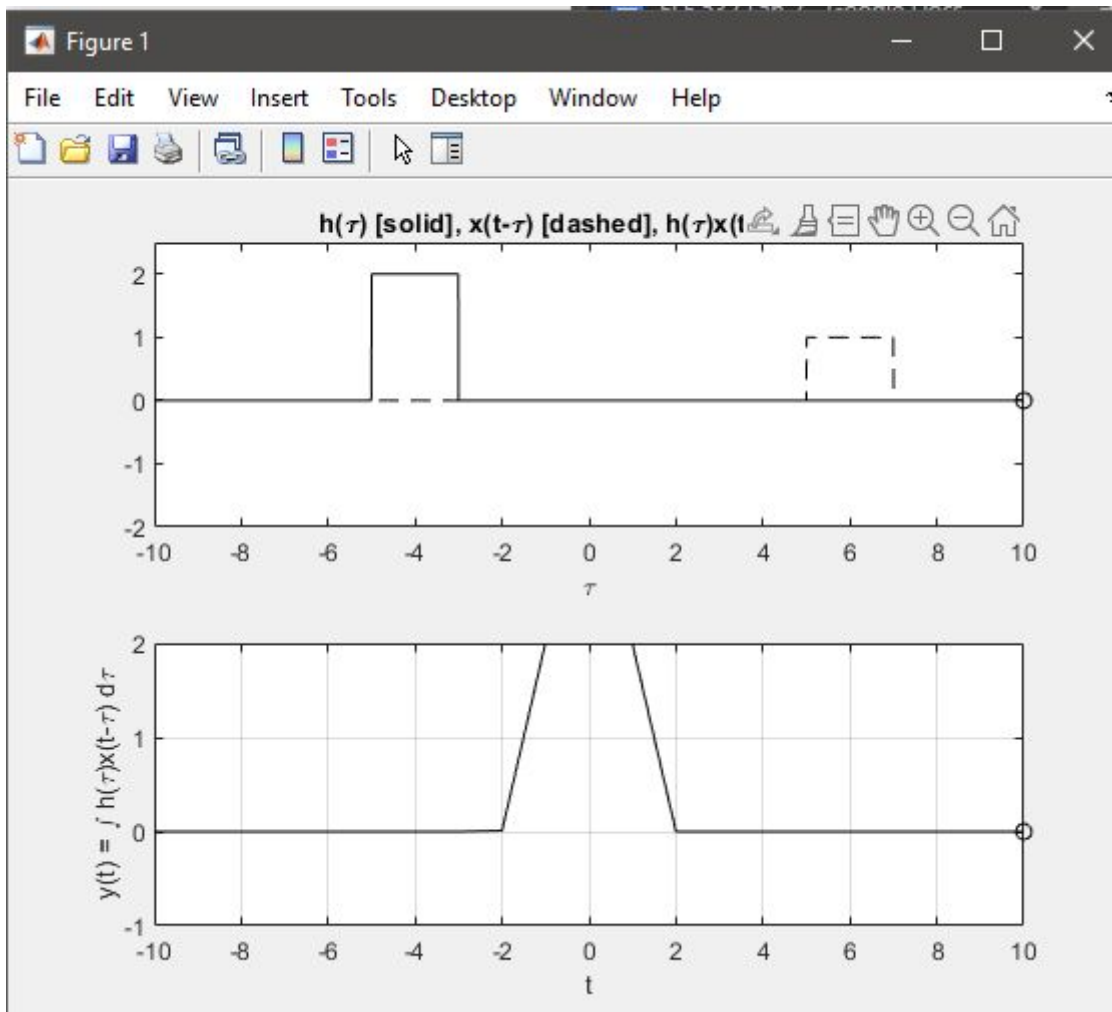 Figure 1
File Edit View Insert Tools Desktop Window Help
h(τ) [solid], x(t-τ) [dashed], h(τ)x(t
2
1
0
-1
-2
-10 -8 -6 -4 -2 0 2 4 6 8 10
τ
y(t) = ∫ h(τ)x(t-τ) dτ
2
1
0
-1
-10 -8 -6 -4 -2 0 2 4 6 8 10
t